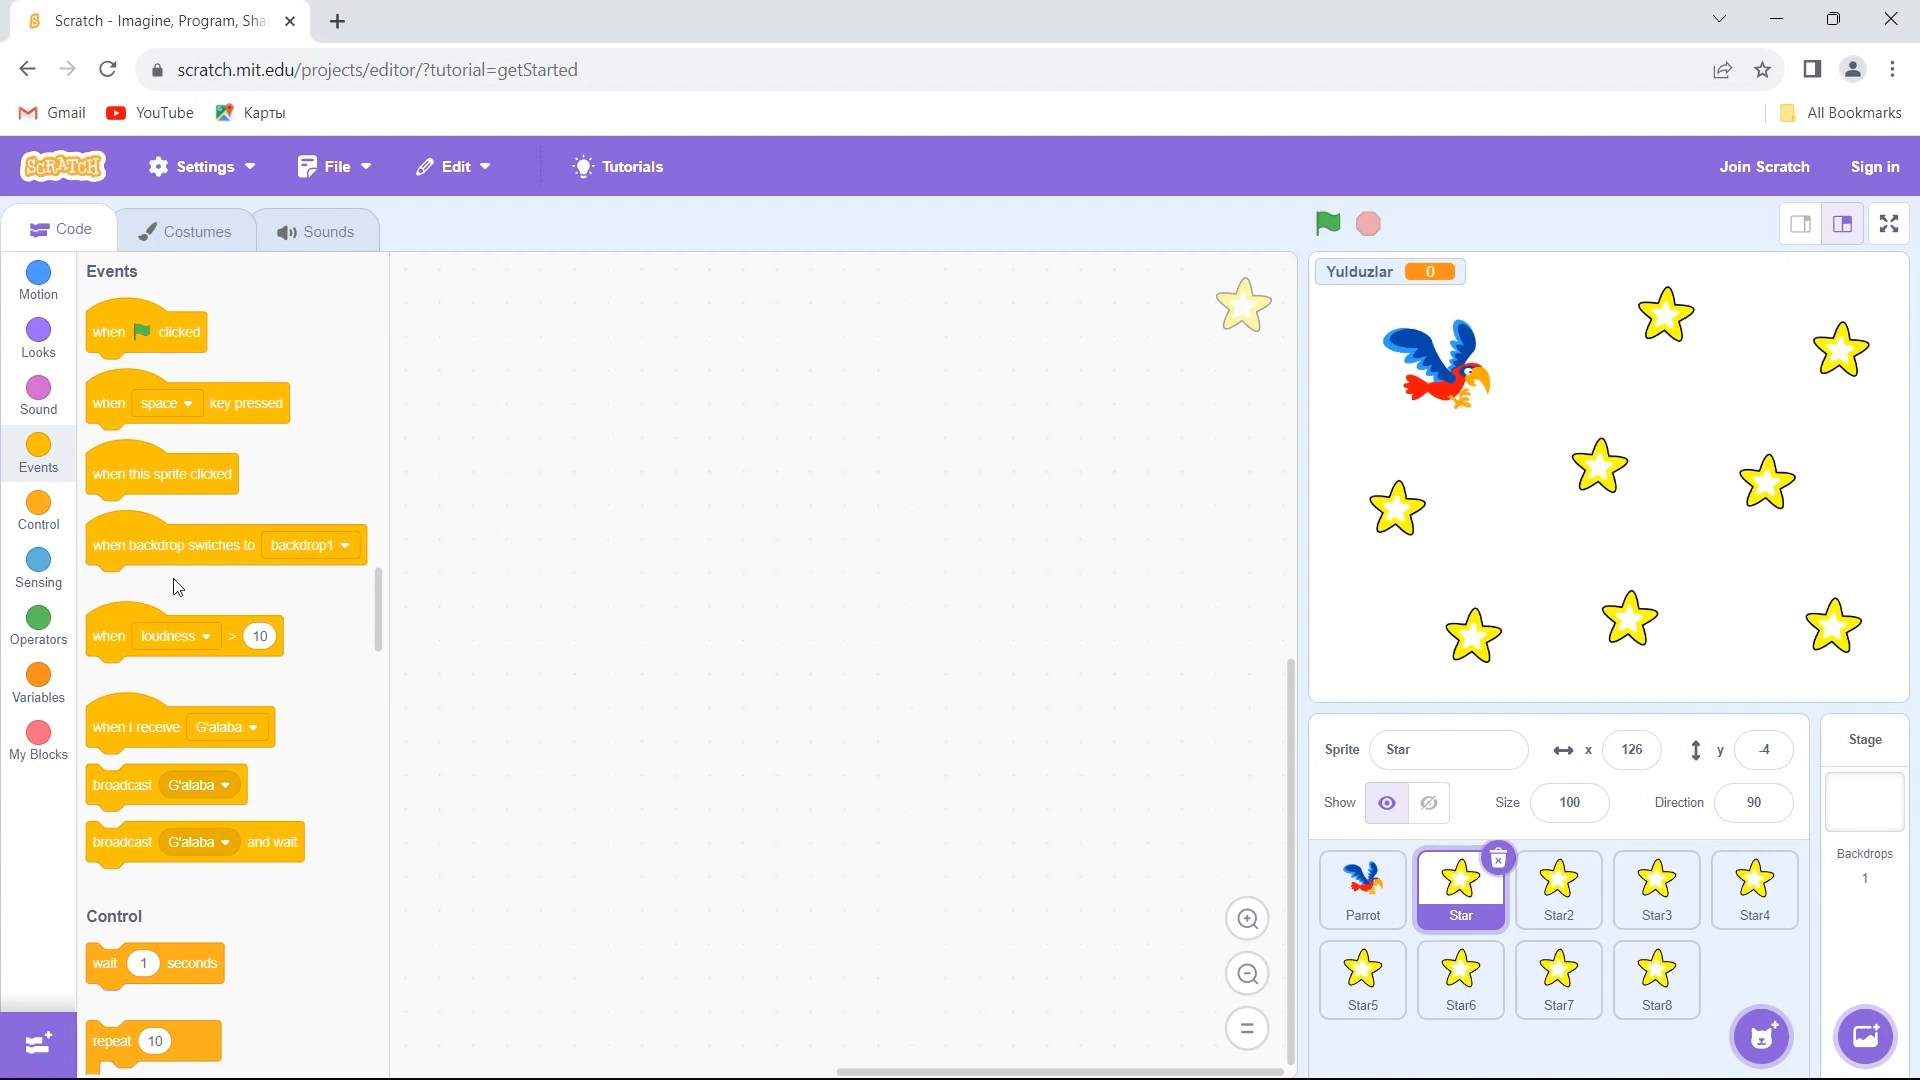 Scratch - Imagine, Program, Sha
scratch.mit.edu/projects/editor/?tutorial=getStarted
Gmail YouTube Карты All Bookmarks
SCRATCH Settings File Edit Tutorials Join Scratch Sign in
Code Costumes Sounds
Motion
Looks
Sound
Events
Control
Sensing
Operators
Variables
My Blocks
Events
when clicked
when space key pressed
when this sprite clicked
when backdrop switches to backdrop1
when loudness > 10
when I receive G'alaba
broadcast G'alaba
broadcast G'alaba and wait
Control
wait 1 seconds
repeat 10
Yulduzlar 0
Sprite Star x 126 y -4
Show Size 100 Direction 90
Parrot Star Star2 Star3 Star4
Star5 Star6 Star7 Star8
Stage
Backdrops
1